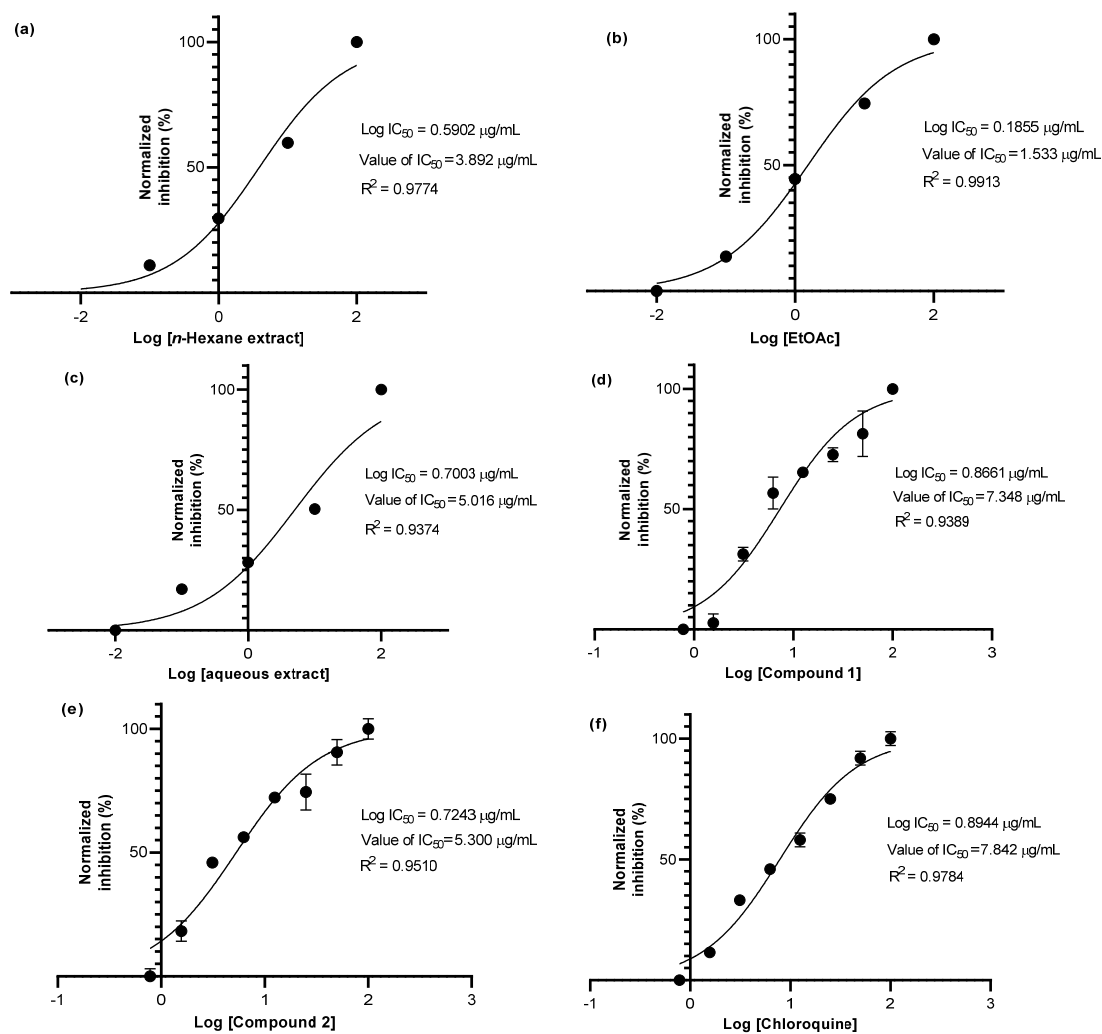 (a)
100
50
Normalized
inhibition (%)
Log IC50 = 0.5902 µg/mL
Value of IC50 = 3.892 µg/mL
R2 = 0.9774
-2
0
2
Log [n-Hexane extract]
(b)
100
50
Normalized
inhibition (%)
Log IC50 = 0.1855 µg/mL
Value of IC50 = 1.533 µg/mL
R2 = 0.9913
-2
0
2
Log [EtOAc]
(c)
100
50
Normalized
inhibition (%)
Log IC50 = 0.7003 µg/mL
Value of IC50 = 5.016 µg/mL
R2 = 0.9374
-2
0
2
Log [aqueous extract]
(d)
100
50
Normalized
inhibition (%)
Log IC50 = 0.8661 µg/mL
Value of IC50 = 7.348 µg/mL
R2 = 0.9389
-1
0
1
2
3
Log [Compound 1]
(e)
100
50
Normalized
inhibition (%)
Log IC50 = 0.7243 µg/mL
Value of IC50 = 5.300 µg/mL
R2 = 0.9510
-1
0
1
2
3
Log [Compound 2]
(f)
100
50
Normalized
inhibition (%)
Log IC50 = 0.8944 µg/mL
Value of IC50 = 7.842 µg/mL
R2 = 0.9784
-1
0
1
2
3
Log [Chloroquine]